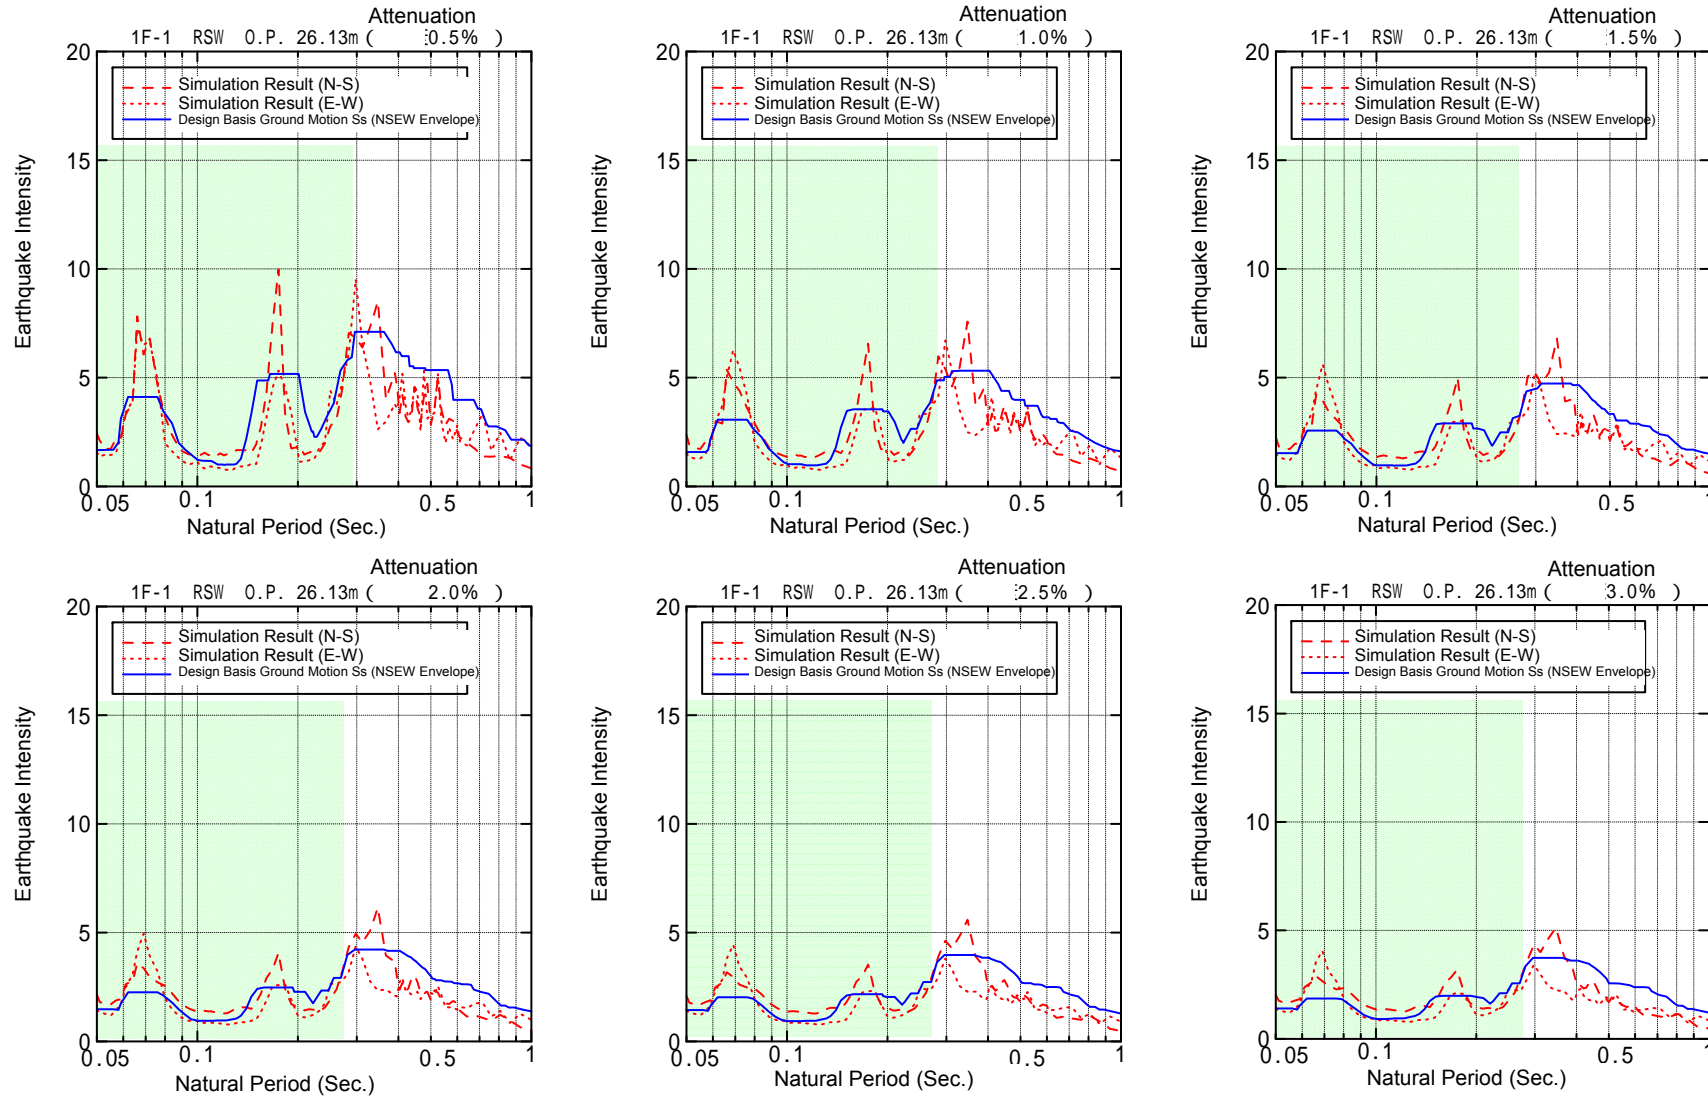 Attenuation
1F-1 RSW O.P. 26.13m ( 0.5% )
20
15
10
5
0
Simulation Result (N-S)
Simulation Result (E-W)
Design Basis Ground Motion Ss (NSEW Envelope)
Earthquake Intensity
0.05 0.1 0.5 1
Natural Period (Sec.)
Attenuation
1F-1 RSW O.P. 26.13m ( 1.0% )
20
15
10
5
0
Simulation Result (N-S)
Simulation Result (E-W)
Design Basis Ground Motion Ss (NSEW Envelope)
Earthquake Intensity
0.05 0.1 0.5 1
Natural Period (Sec.)
Attenuation
1F-1 RSW O.P. 26.13m ( 1.5% )
20
15
10
5
0
Simulation Result (N-S)
Simulation Result (E-W)
Design Basis Ground Motion Ss (NSEW Envelope)
Earthquake Intensity
0.05 0.1 0.5 1
Natural Period (Sec.)
Attenuation
1F-1 RSW O.P. 26.13m ( 2.0% )
20
15
10
5
0
Simulation Result (N-S)
Simulation Result (E-W)
Design Basis Ground Motion Ss (NSEW Envelope)
Earthquake Intensity
0.05 0.1 0.5 1
Natural Period (Sec.)
Attenuation
1F-1 RSW O.P. 26.13m ( 2.5% )
20
15
10
5
0
Simulation Result (N-S)
Simulation Result (E-W)
Design Basis Ground Motion Ss (NSEW Envelope)
Earthquake Intensity
0.05 0.1 0.5 1
Natural Period (Sec.)
Attenuation
1F-1 RSW O.P. 26.13m ( 3.0% )
20
15
10
5
0
Simulation Result (N-S)
Simulation Result (E-W)
Design Basis Ground Motion Ss (NSEW Envelope)
Earthquake Intensity
0.05 0.1 0.5 1
Natural Period (Sec.)